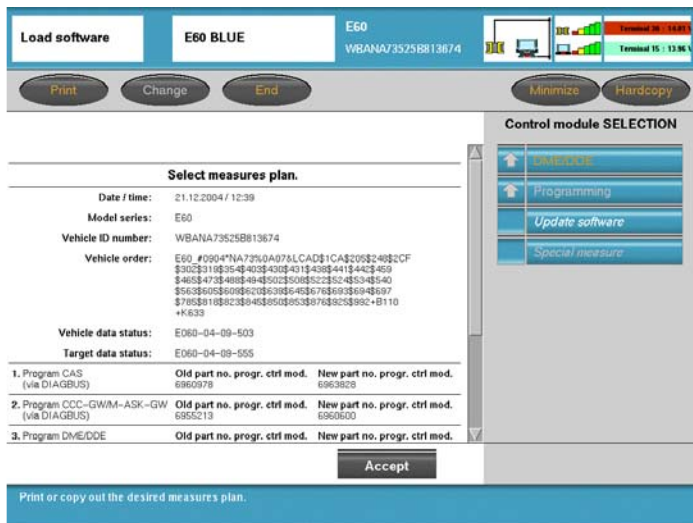 Load software
E60 BLUE
E60
WBANA73525B813674
Terminal 15 : 13.96 V
Print
Change
End
Minimize
Hardcopy
Control module SELECTION
DME/DDE
Programming
Update software
Special measure
Select measures plan.
Date / time: 21.12.2004 / 12:39
Model series: E60
Vehicle ID number: WBANA73525B813674
Vehicle order: E60_#0904*NA73%0A07&LCAD$1CA$205$248$2CF
$302$319$354$403$430$431$438$441$442$459
$465$473$488$494$502$508$522$524$534$540
$563$605$609$620$638$645$676$693$694$697
$785$818$823$845$850$853$876$925$992+B110
+K633
Vehicle data status: E060-04-09-503
Target data status: E060-04-09-555
1. Program CAS Old part no. progr. ctrl mod. New part no. progr. ctrl mod.
(via DIAGBUS) 6960978 6963828
2. Program CCC-GW/M-ASK-GW Old part no. progr. ctrl mod. New part no. progr. ctrl mod.
(via DIAGBUS) 6955213 6960600
3. Program DME/DDE Old part no. progr. ctrl mod. New part no. progr. ctrl mod.
Accept
Print or copy out the desired measures plan.